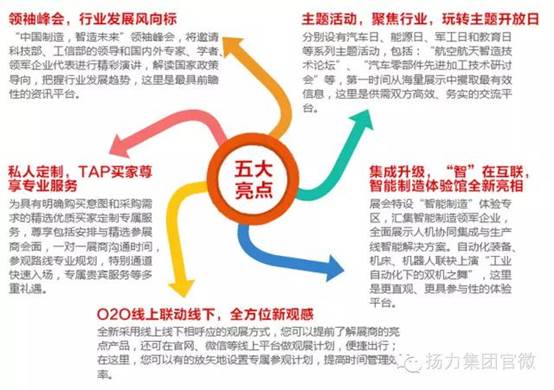 领袖峰会，行业发展风向标
“中国制造，智造未来”领袖峰会，将邀请
科技部、工信部的领导和国内外专家、学者、
领军企业代表进行精彩演讲，解读国家政策
导向，把握行业发展趋势，这里是最具前瞻
性的资讯平台。
主题活动，聚焦行业，玩转主题开放日
分别设有汽车日、能源日、军工日和教育日
等系列主题活动，包括：“航空航天智造技
术论坛”、“汽车零部件先进加工技术研讨
会”等，第一时间从海量展示中攫取最有效
信息，这里是供需双方高效、务实的交流平
台。
五大
亮点
私人定制，TAP买家尊
享专业服务
为具有明确购买意图和采购需
求的精选优质买家定制专属服
务，尊享包括安排与精选参展
商会面，一对一展商沟通时间，
参观路线专业规划，特别通道
快速入场，专属贵宾服务等多
重礼遇。
集成升级，“智”在互联，
智能制造体验馆全新亮相
展会特设“智能制造”体验专
区，汇集智能制造领军企业，
全面展示人机协同集成与生产
线智能解决方案。自动化装备、
机床、机器人联袂上演“工业
自动化下的双机之舞”，这里
是更直观、更具参与性的体验
平台。
O2O线上联动线下，全方位新观感
全新采用线上线下相呼应的观展方式，您可以提前了解展商的亮
点产品，还可在官网、微信等线上平台做观展计划，便捷出行；
在这里，您可以有的放矢地设置专属参观计划，提高时间管理效
率。
扬力集团官微